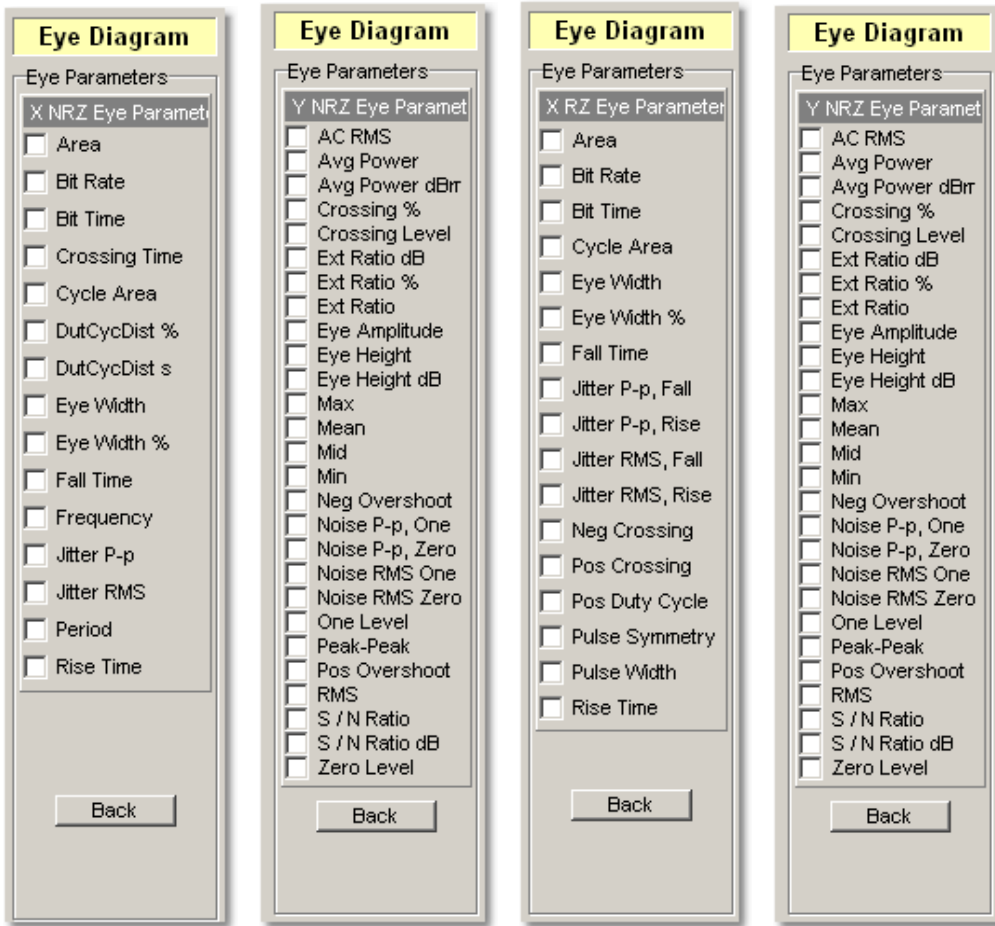 Eye Diagram
Eye Parameters
X NRZ Eye Paramet
Area
Bit Rate
Bit Time
Crossing Time
Cycle Area
DutCycDist %
DutCycDist s
Eye Width
Eye Width %
Fall Time
Frequency
Jitter P-p
Jitter RMS
Period
Rise Time
Back
Eye Diagram
Eye Parameters
Y NRZ Eye Paramet
AC RMS
Avg Power
Avg Power dBm
Crossing %
Crossing Level
Ext Ratio dB
Ext Ratio %
Ext Ratio
Eye Amplitude
Eye Height
Eye Height dB
Max
Mean
Mid
Min
Neg Overshoot
Noise P-p, One
Noise P-p, Zero
Noise RMS One
Noise RMS Zero
One Level
Peak-Peak
Pos Overshoot
RMS
S / N Ratio
S / N Ratio dB
Zero Level
Back
Eye Diagram
Eye Parameters
X RZ Eye Parameter
Area
Bit Rate
Bit Time
Cycle Area
Eye Width
Eye Width %
Fall Time
Jitter P-p, Fall
Jitter P-p, Rise
Jitter RMS, Fall
Jitter RMS, Rise
Neg Crossing
Pos Crossing
Pos Duty Cycle
Pulse Symmetry
Pulse Width
Rise Time
Back
Eye Diagram
Eye Parameters
Y NRZ Eye Paramet
AC RMS
Avg Power
Avg Power dBm
Crossing %
Crossing Level
Ext Ratio dB
Ext Ratio %
Ext Ratio
Eye Amplitude
Eye Height
Eye Height dB
Max
Mean
Mid
Min
Neg Overshoot
Noise P-p, One
Noise P-p, Zero
Noise RMS One
Noise RMS Zero
One Level
Peak-Peak
Pos Overshoot
RMS
S / N Ratio
S / N Ratio dB
Zero Level
Back